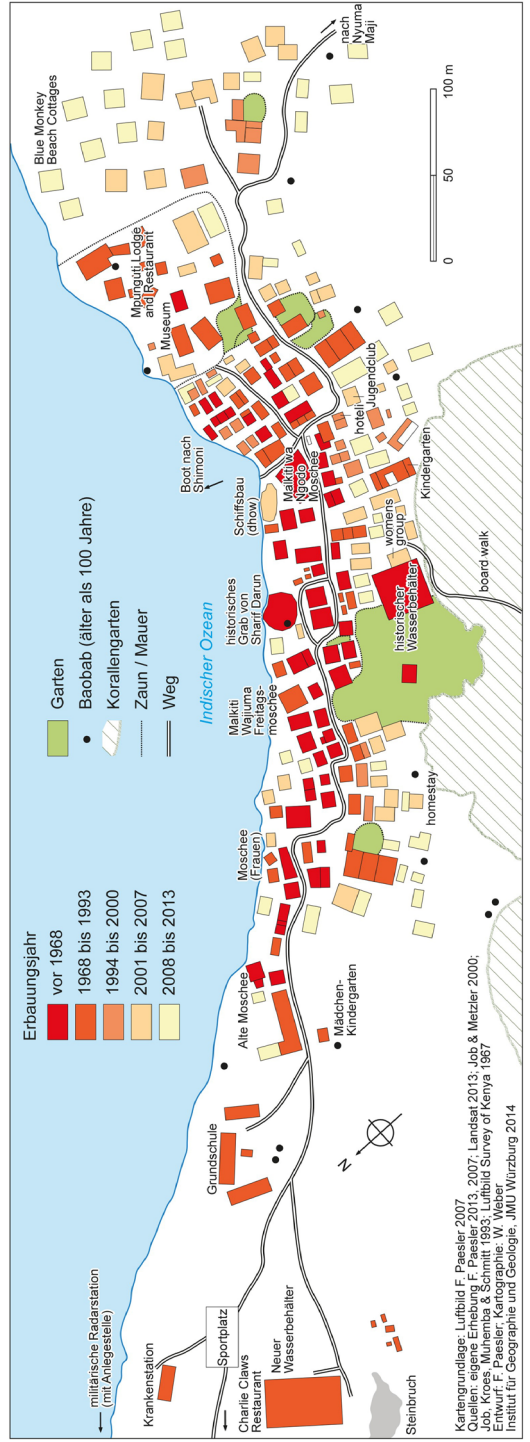 Erbauungsjahr
vor 1968
1968 bis 1993
1994 bis 2000
2001 bis 2007
2008 bis 2013
Garten
Baobab (älter als 100 Jahre)
Korallengarten
Zaun / Mauer
Weg
Indischer Ozean
militärische Radarstation
(mit Anlegestelle)
Krankenstation
Sportplatz
Charlie Claws
Restaurant
Neuer
Wasserbehälter
Steinbruch
Grundschule
Mädchen-
Kindergarten
Alte Moschee
Moschee
(Frauen)
Malkiti
Wajiuma
Freitags-
moschee
homestay
historisches
Grab von
Sharif Darun
historischer
Wasserbehälter
womens
group
board walk
Schiffsbau
(dhow)
Malkiti wa
Ngodo
Moschee
Kindergarten
hoteli
Jugendclub
Boot nach
Shimoni
Museum
Mpunguti Lodge
and Restaurant
Blue Monkey
Beach Cottages
nach
Nyuma
Maji
0 50 100 m
N
Kartengrundlage: Luftbild F. Paesler 2007
Quellen: eigene Erhebung F. Paesler 2013, 2007; Landsat 2013; Job & Metzler 2000;
Job, Kroes, Muhemba & Schmitt 1993; Luftbild Survey of Kenya 1967
Entwurf: F. Paesler; Kartographie: W. Weber
Institut für Geographie und Geologie, JMU Würzburg 2014